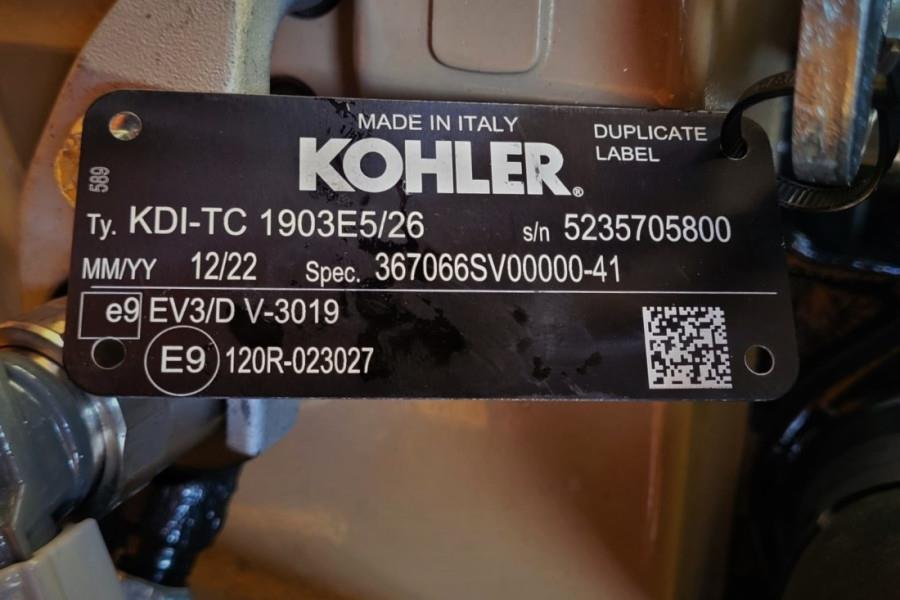 MADE IN ITALY
DUPLICATE
LABEL
KOHLER®
589
Ty. KDI-TC 1903E5/26 s/n 5235705800
MM/YY 12/22 Spec. 367066SV00000-41
e9 EV3/D V-3019
E9 120R-023027